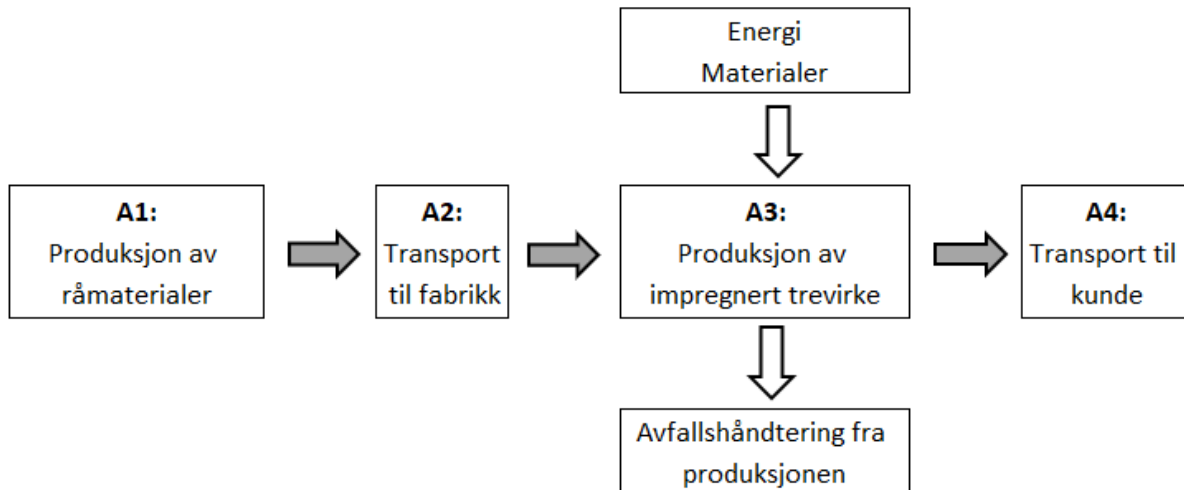 Energi
Materialer
A1:
Produksjon av
råmaterialer
A2:
Transport
til fabrikk
A3:
Produksjon av
impregnert trevirke
A4:
Transport til
kunde
Avfallshåndtering fra
produksjonen